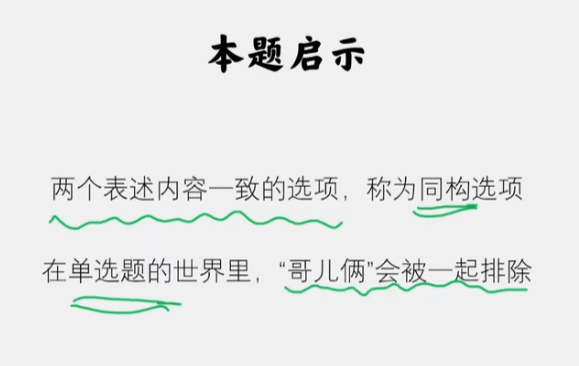 本题启示
两个表述内容一致的选项，称为同构选项
在单选题的世界里，“哥儿俩”会被一起排除